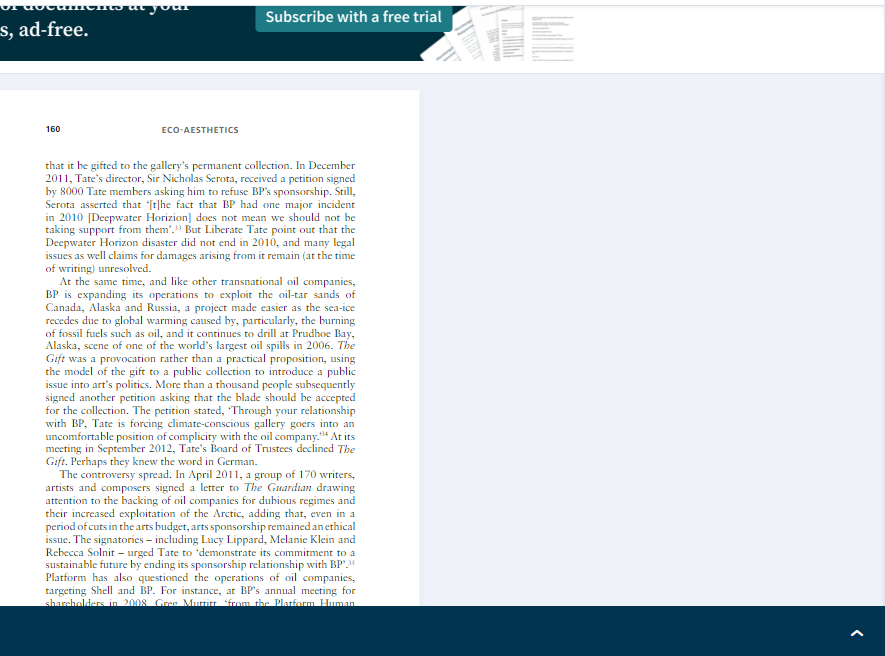 of documents at your
s, ad-free.
Subscribe with a free trial
160 ECO-AESTHETICS
that it be gifted to the gallery's permanent collection. In December
2011, Tate's director, Sir Nicholas Serota, received a petition signed
by 8000 Tate members asking him to refuse BP's sponsorship. Still,
Serota asserted that '[t]he fact that BP had one major incident
in 2010 [Deepwater Horizion] does not mean we should not be
taking support from them'.³³ But Liberate Tate point out that the
Deepwater Horizon disaster did not end in 2010, and many legal
issues as well claims for damages arising from it remain (at the time
of writing) unresolved.
At the same time, and like other transnational oil companies,
BP is expanding its operations to exploit the oil-tar sands of
Canada, Alaska and Russia, a project made easier as the sea-ice
recedes due to global warming caused by, particularly, the burning
of fossil fuels such as oil, and it continues to drill at Prudhoe Bay,
Alaska, scene of one of the world's largest oil spills in 2006. The
Gift was a provocation rather than a practical proposition, using
the model of the gift to a public collection to introduce a public
issue into art's politics. More than a thousand people subsequently
signed another petition asking that the blade should be accepted
for the collection. The petition stated, 'Through your relationship
with BP, Tate is forcing climate-conscious gallery goers into an
uncomfortable position of complicity with the oil company.'³⁴ At its
meeting in September 2012, Tate's Board of Trustees declined The
Gift. Perhaps they knew the word in German.
The controversy spread. In April 2011, a group of 170 writers,
artists and composers signed a letter to The Guardian drawing
attention to the backing of oil companies for dubious regimes and
their increased exploitation of the Arctic, adding that, even in a
period of cuts in the arts budget, arts sponsorship remained an ethical
issue. The signatories – including Lucy Lippard, Melanie Klein and
Rebecca Solnit – urged Tate to 'demonstrate its commitment to a
sustainable future by ending its sponsorship relationship with BP'.³⁵
Platform has also questioned the operations of oil companies,
targeting Shell and BP. For instance, at BP's annual meeting for
shareholders in 2008, Greg Muttitt, 'from the Platform Human